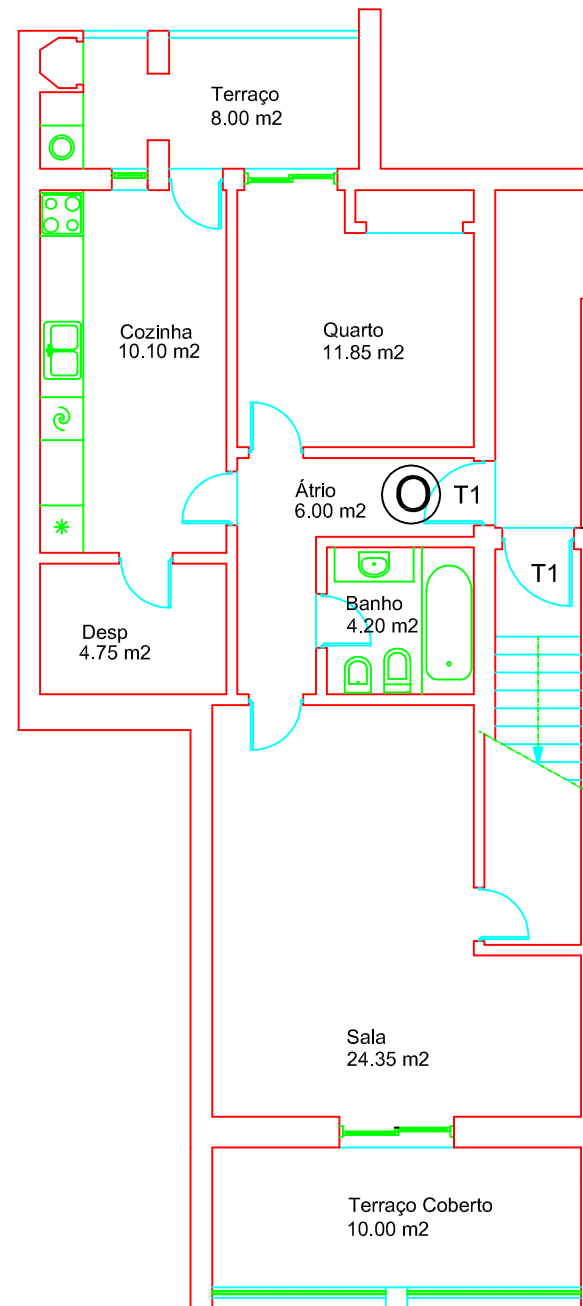 Terraço
8.00 m2
Cozinha
10.10 m2
Quarto
11.85 m2
Átrio
6.00 m2
O
T1
T1
Banho
4.20 m2
Desp
4.75 m2
Sala
24.35 m2
Terraço Coberto
10.00 m2